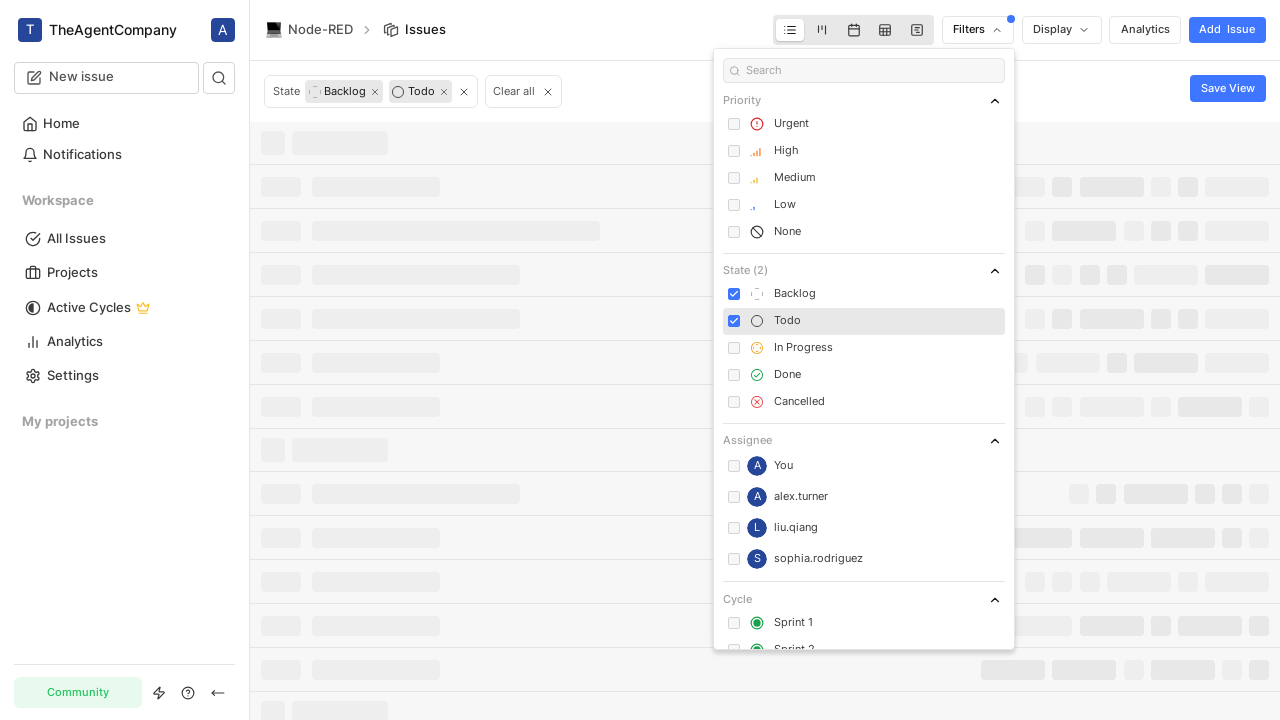 T TheAgentCompany A
New issue
Home
Notifications
Workspace
All Issues
Projects
Active Cycles
Analytics
Settings
My projects
Community
Node-RED Issues
Filters
Display
Analytics
Add Issue
State Backlog Todo
Clear all
Save View
Search
Priority
Urgent
High
Medium
Low
None
State (2)
Backlog
Todo
In Progress
Done
Cancelled
Assignee
A You
A alex.turner
L liu.qiang
S sophia.rodriguez
Cycle
Sprint 1
Sprint 2